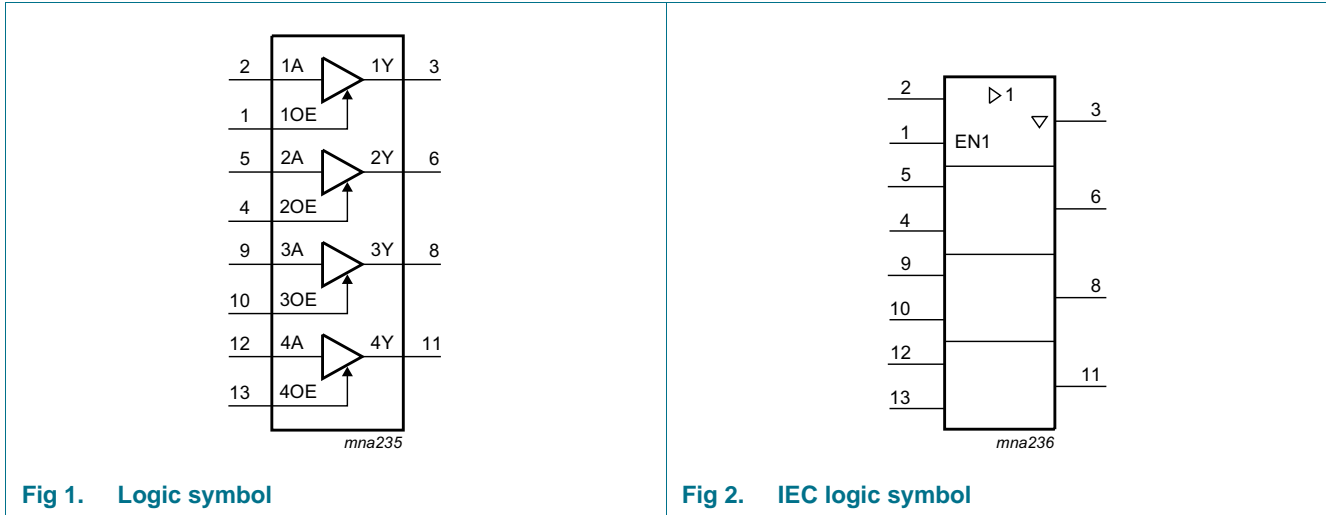 2 1A 1Y 3
1 1OE
5 2A 2Y 6
4 2OE
9 3A 3Y 8
10 3OE
12 4A 4Y 11
13 4OE
mna235
Fig 1. Logic symbol
2 1
3
1 EN1
5
6
4
9
8
10
12
11
13
mna236
Fig 2. IEC logic symbol